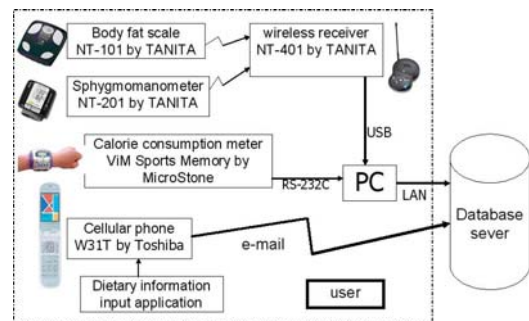 Body fat scale
NT-101 by TANITA
wireless receiver
NT-401 by TANITA
Sphygmomanometer
NT-201 by TANITA
USB
Calorie consumption meter
ViM Sports Memory by
MicroStone
RS-232C
PC
LAN
Database
sever
Cellular phone
W31T by Toshiba
e-mail
Dietary information
input application
user